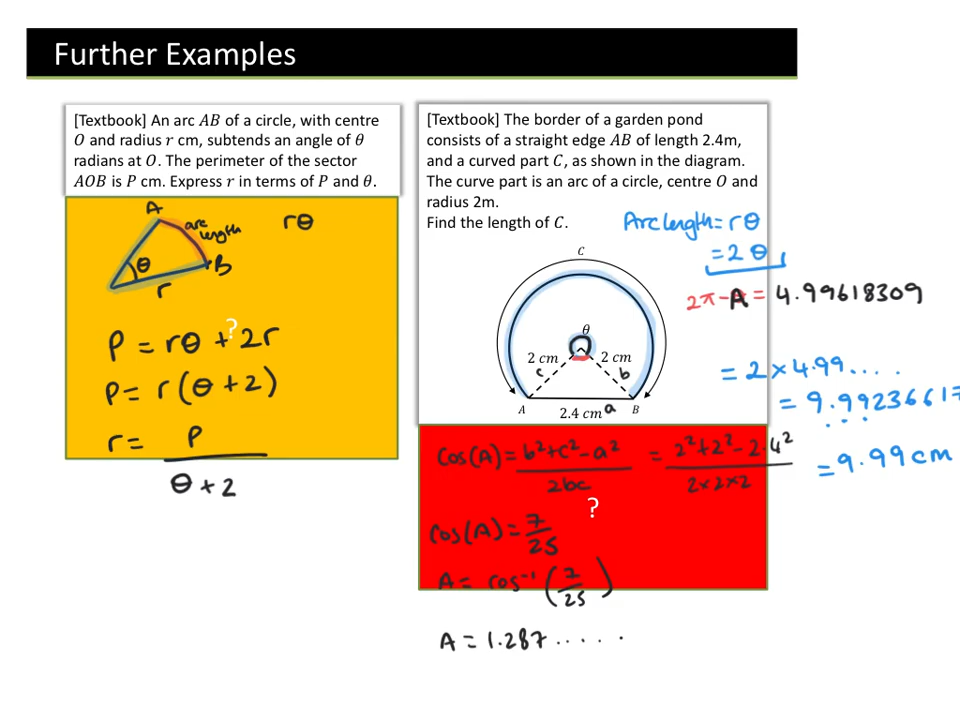 Further Examples
[Textbook] An arc AB of a circle, with centre
O and radius r cm, subtends an angle of θ
radians at O. The perimeter of the sector
AOB is P cm. Express r in terms of P and θ.
A
arc
length
rθ
θ
B
r
?
P = rθ + 2r
P = r(θ + 2)
r = P
θ + 2
[Textbook] The border of a garden pond
consists of a straight edge AB of length 2.4m,
and a curved part C, as shown in the diagram.
The curve part is an arc of a circle, centre O and
radius 2m.
Find the length of C.
Arc length = rθ
= 2 θ
C
2π - A = 4.99618309
θ
2 cm
2 cm
c
b
A
B
2.4 cm a
= 2 × 4.99....
= 9.99236617
...
= 9.99 cm
cos(A) = b²+c²-a² = 2²+2²-2.4²
2bc 2×2×2
?
cos(A) = 7
25
A = cos⁻¹ (7
25)
A = 1.287 .....